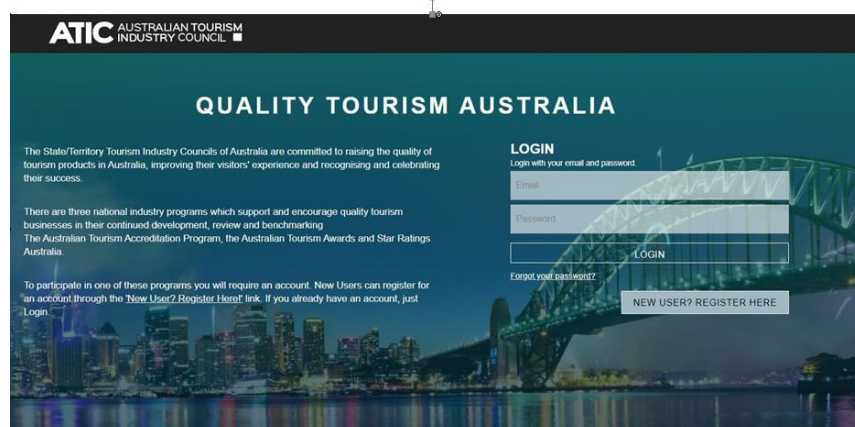 ATIC AUSTRALIAN TOURISM
INDUSTRY COUNCIL
QUALITY TOURISM AUSTRALIA
The State/Territory Tourism Industry Councils of Australia are committed to raising the quality of
tourism products in Australia, improving their visitors' experience and recognising and celebrating
their success.
There are three national industry programs which support and encourage quality tourism
businesses in their continued development, review and benchmarking
The Australian Tourism Accreditation Program, the Australian Tourism Awards and Star Ratings
Australia.
To participate in one of these programs you will require an account. New Users can register for
an account through the 'New User? Register Here!' link. If you already have an account, just
Login.
LOGIN
Login with your email and password.
Email
Password
LOGIN
Forgot your password?
NEW USER? REGISTER HERE